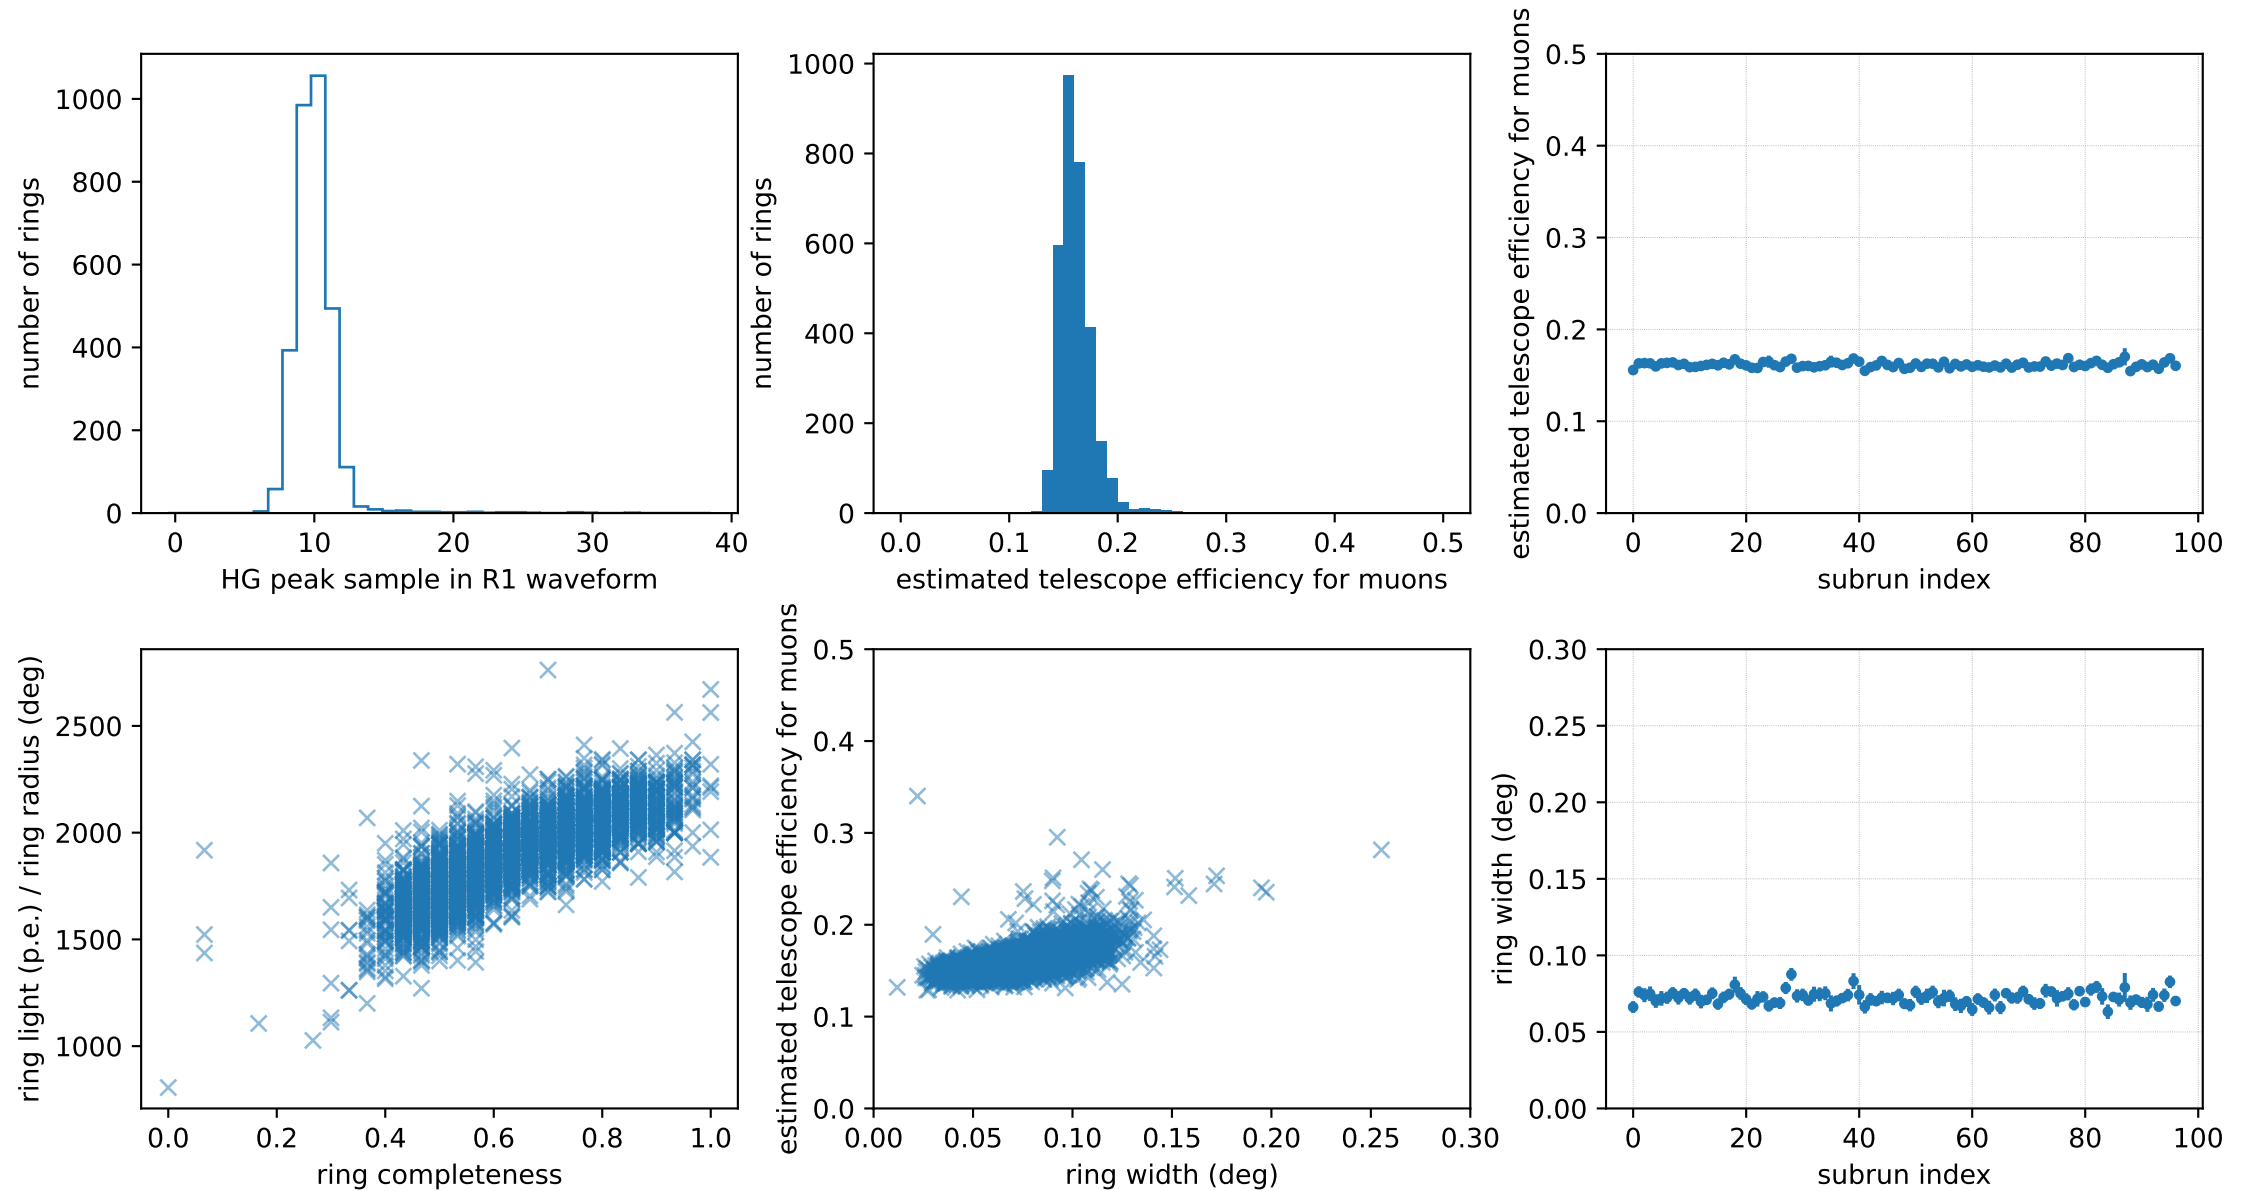 number of rings
1000
800
600
400
200
0
0 10 20 30 40
HG peak sample in R1 waveform
number of rings
1000
800
600
400
200
0
0.0 0.1 0.2 0.3 0.4 0.5
estimated telescope efficiency for muons
estimated telescope efficiency for muons
0.5
0.4
0.3
0.2
0.1
0.0
0 20 40 60 80 100
subrun index
ring light (p.e.) / ring radius (deg)
2500
2000
1500
1000
0.0 0.2 0.4 0.6 0.8 1.0
ring completeness
estimated telescope efficiency for muons
0.5
0.4
0.3
0.2
0.1
0.0
0.00 0.05 0.10 0.15 0.20 0.25 0.30
ring width (deg)
ring width (deg)
0.30
0.25
0.20
0.15
0.10
0.05
0.00
0 20 40 60 80 100
subrun index